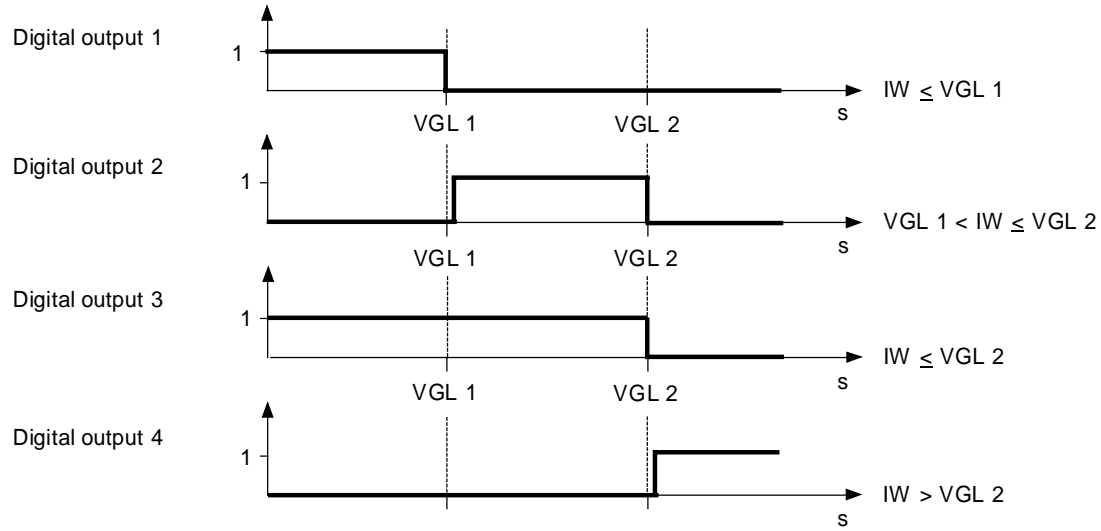 Digital output 1
1
IW ≤ VGL 1
s
VGL 1 VGL 2
Digital output 2
1
VGL 1 < IW ≤ VGL 2
VGL 1 VGL 2
s
Digital output 3
1
IW ≤ VGL 2
s
VGL 1 VGL 2
Digital output 4
1
IW > VGL 2
s